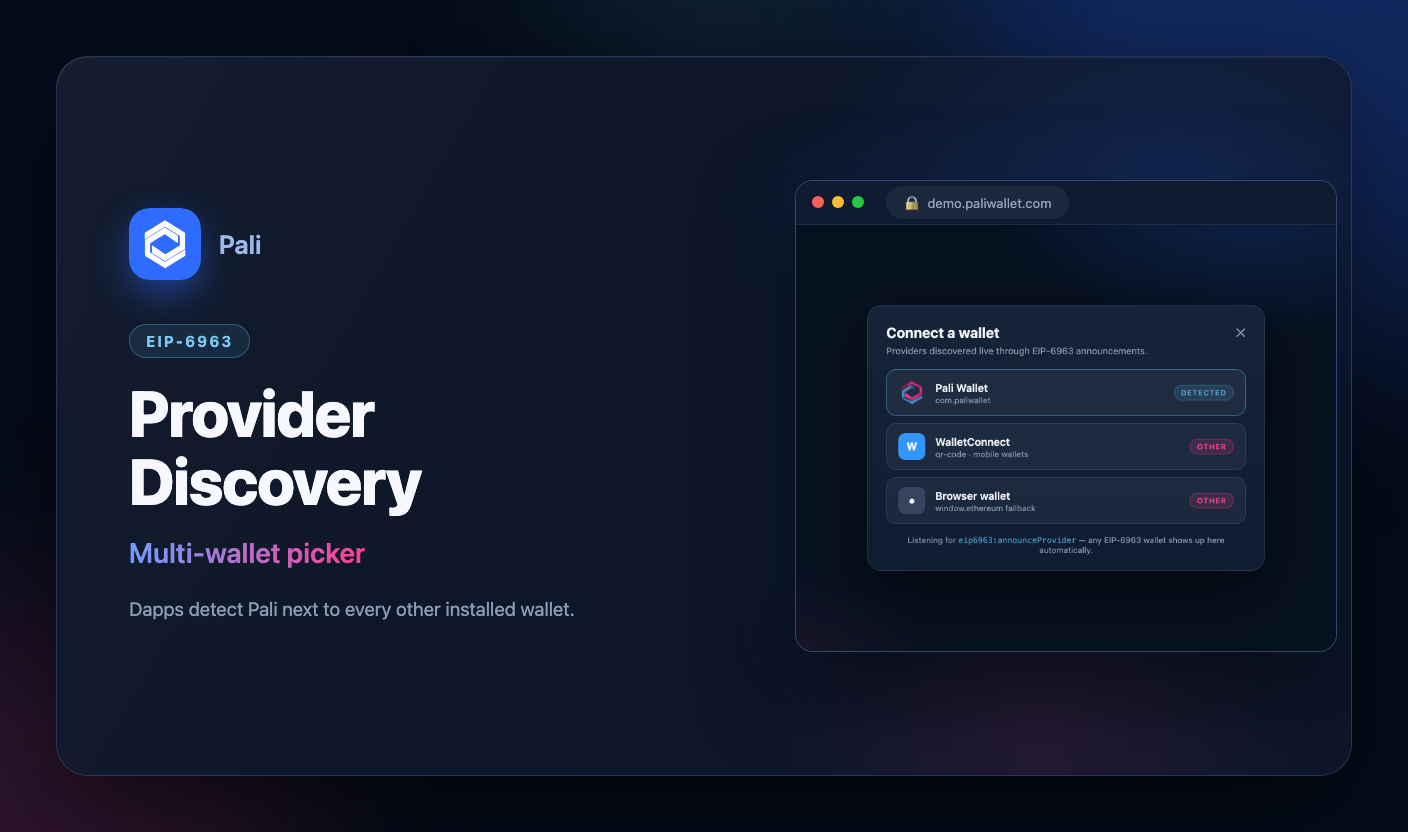 Pali
EIP-6963
Provider
Discovery
Multi-wallet picker
Dapps detect Pali next to every other installed wallet.
demo.paliwallet.com
Connect a wallet
Providers discovered live through EIP-6963 announcements.
Pali Wallet
com.paliwallet
DETECTED
W
WalletConnect
qr-code · mobile wallets
OTHER
Browser wallet
window.ethereum fallback
OTHER
Listening for eip6963:announceProvider — any EIP-6963 wallet shows up here
automatically.